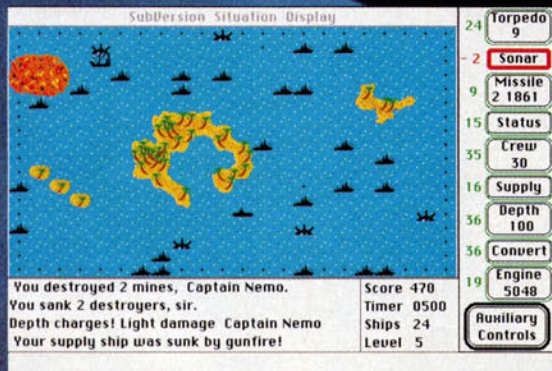 SubVersion Situation Display
24 Torpedo
9
-2 Sonar
9 Missile
2 1861
15 Status
35 Crew
30
16 Supply
36 Depth
100
36 Convert
19 Engine
5048
Auxiliary
Controls
You destroyed 2 mines, Captain Nemo.
You sank 2 destroyers, sir.
Depth charges! Light damage Captain Nemo
Your supply ship was sunk by gunfire!
Score 470
Timer 0500
Ships 24
Level 5